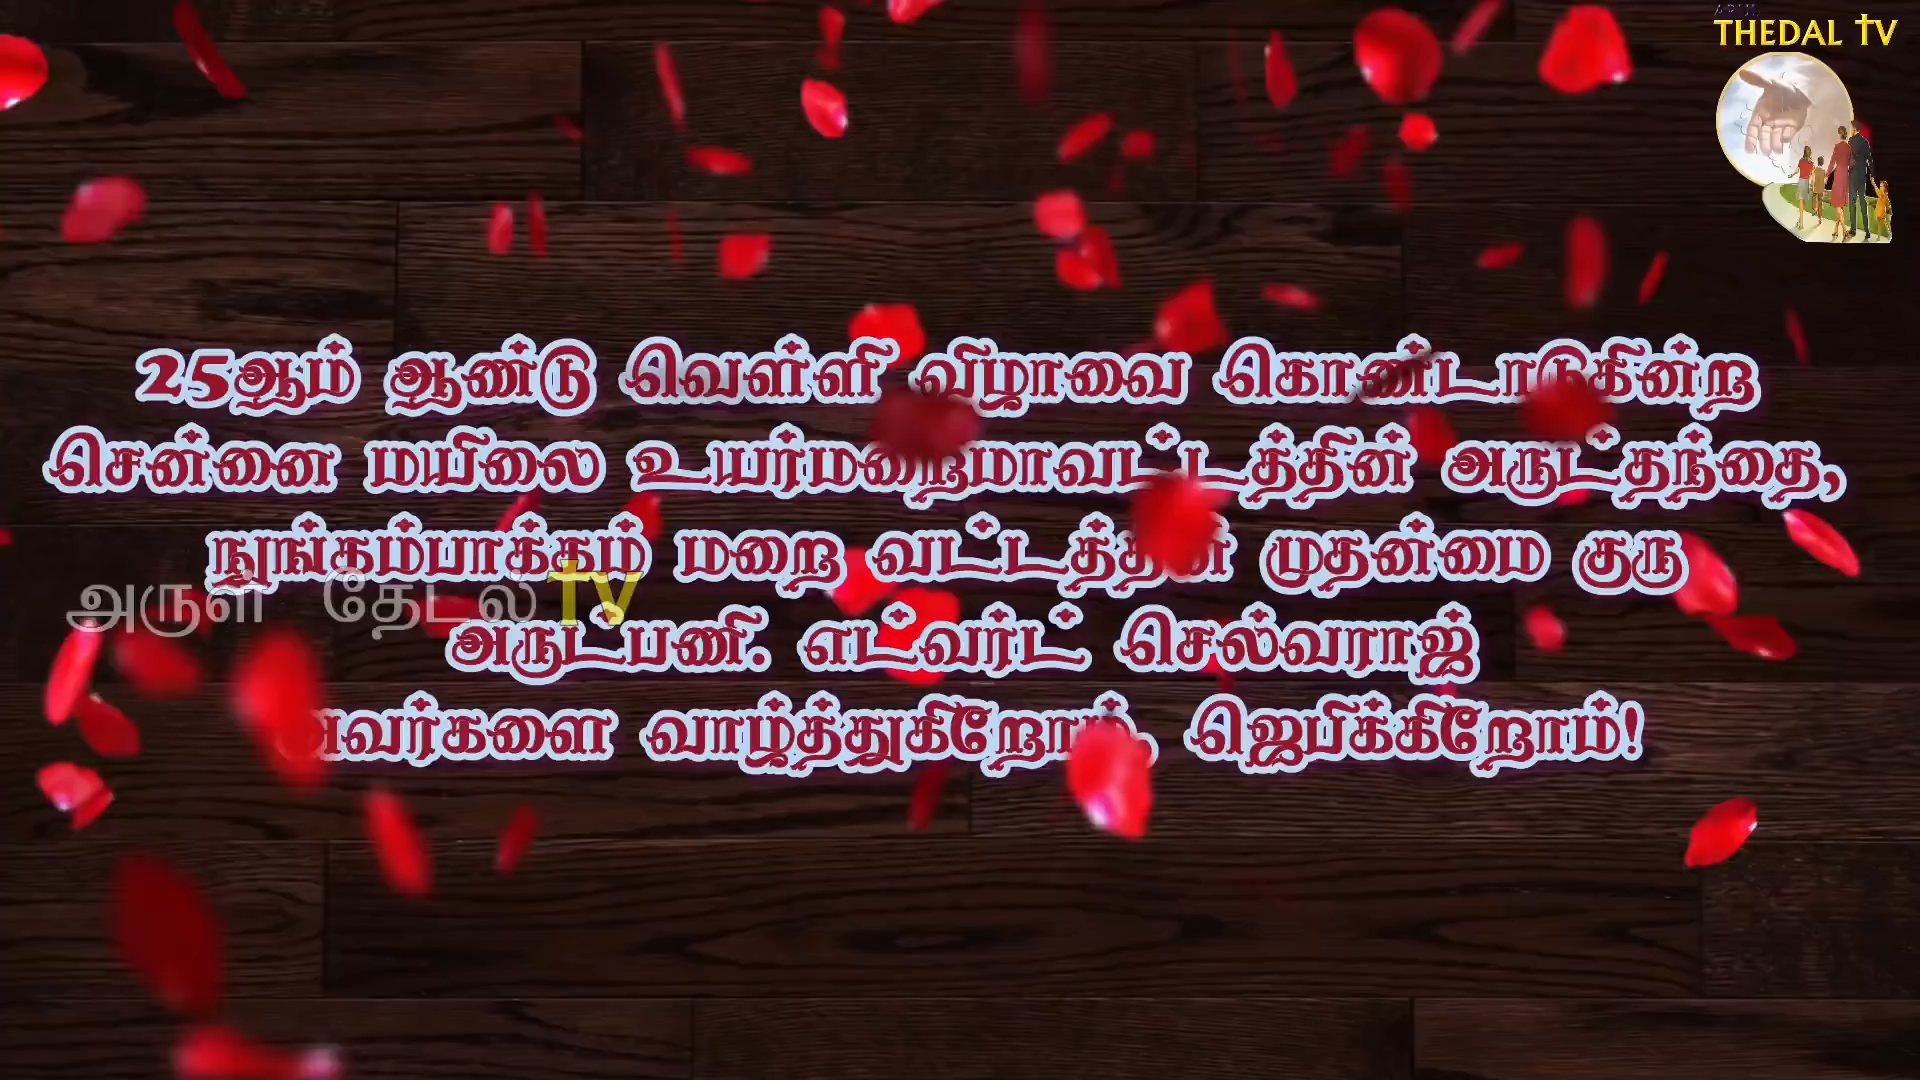 THEDAL TV
25ஆம் ஆண்டு வெள்ளி விழாவை கொண்டாடுகின்ற
சென்னை மயிலை உயர்மறைமாவட்டத்தின் அருட்தந்தை,
நுங்கம்பாக்கம் மறை வட்டத்தின் முதன்மை குரு
அருள் தேடல் TV
அருட்பணி. எட்வர்ட் செல்வராஜ்
அவர்களை வாழ்த்துகிறோம், ஜெபிக்கிறோம்!